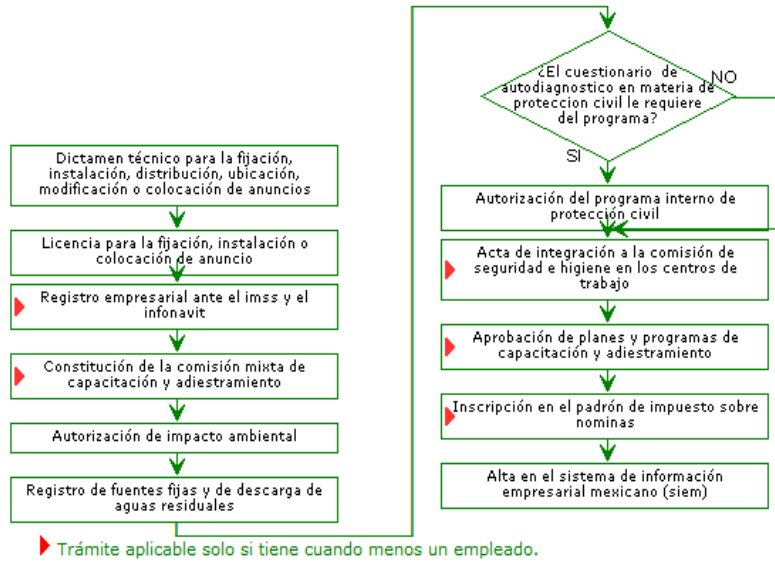 Dictamen técnico para la fijación,
instalación, distribución, ubicación,
modificación o colocación de anuncios
Licencia para la fijación, instalación o
colocación de anuncio
Registro empresarial ante el imss y el
infonavit
Constitución de la comisión mixta de
capacitación y adiestramiento
Autorización de impacto ambiental
Registro de fuentes fijas y de descarga de
aguas residuales
¿El cuestionario de
autodiagnostico en materia de
proteccion civil le requiere
del programa?
NO
SI
Autorización del programa interno de
protección civil
Acta de integración a la comisión de
seguridad e higiene en los centros de
trabajo
Aprobación de planes y programas de
capacitación y adiestramiento
Inscripción en el padrón de impuesto sobre
nominas
Alta en el sistema de información
empresarial mexicano (siem)
Trámite aplicable solo si tiene cuando menos un empleado.